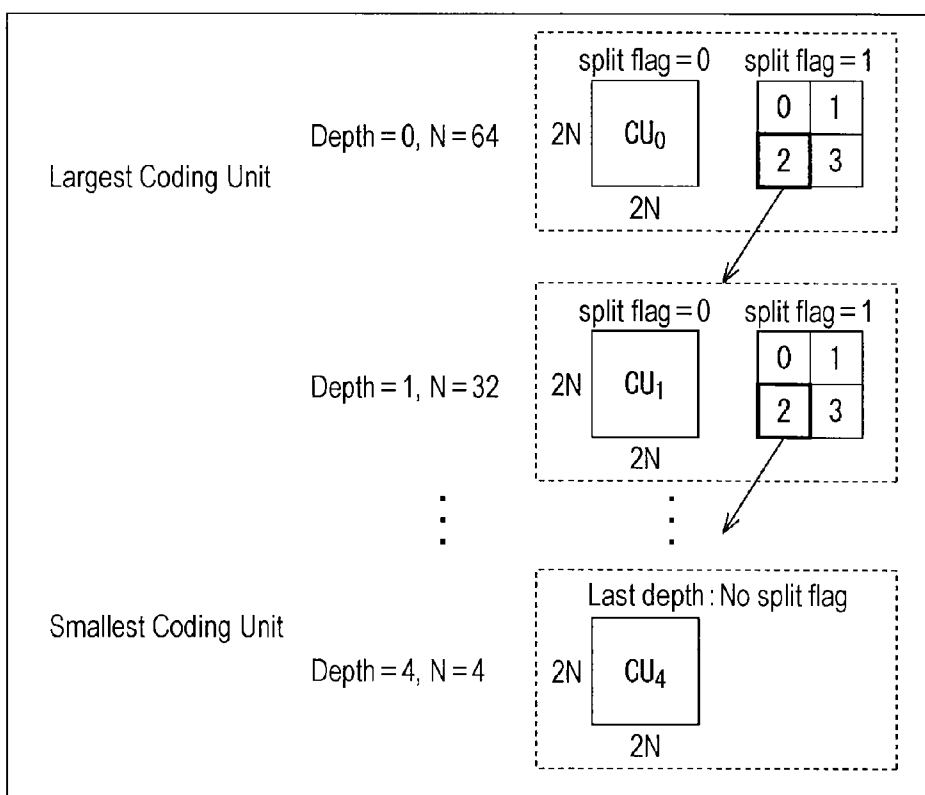 split flag = 0 split flag = 1
Depth = 0, N = 64
2N
CU0
0 1
2 3
2N
Largest Coding Unit
split flag = 0 split flag = 1
Depth = 1, N = 32
2N
CU1
0 1
2 3
2N
Last depth : No split flag
Smallest Coding Unit
Depth = 4, N = 4
2N
CU4
2N